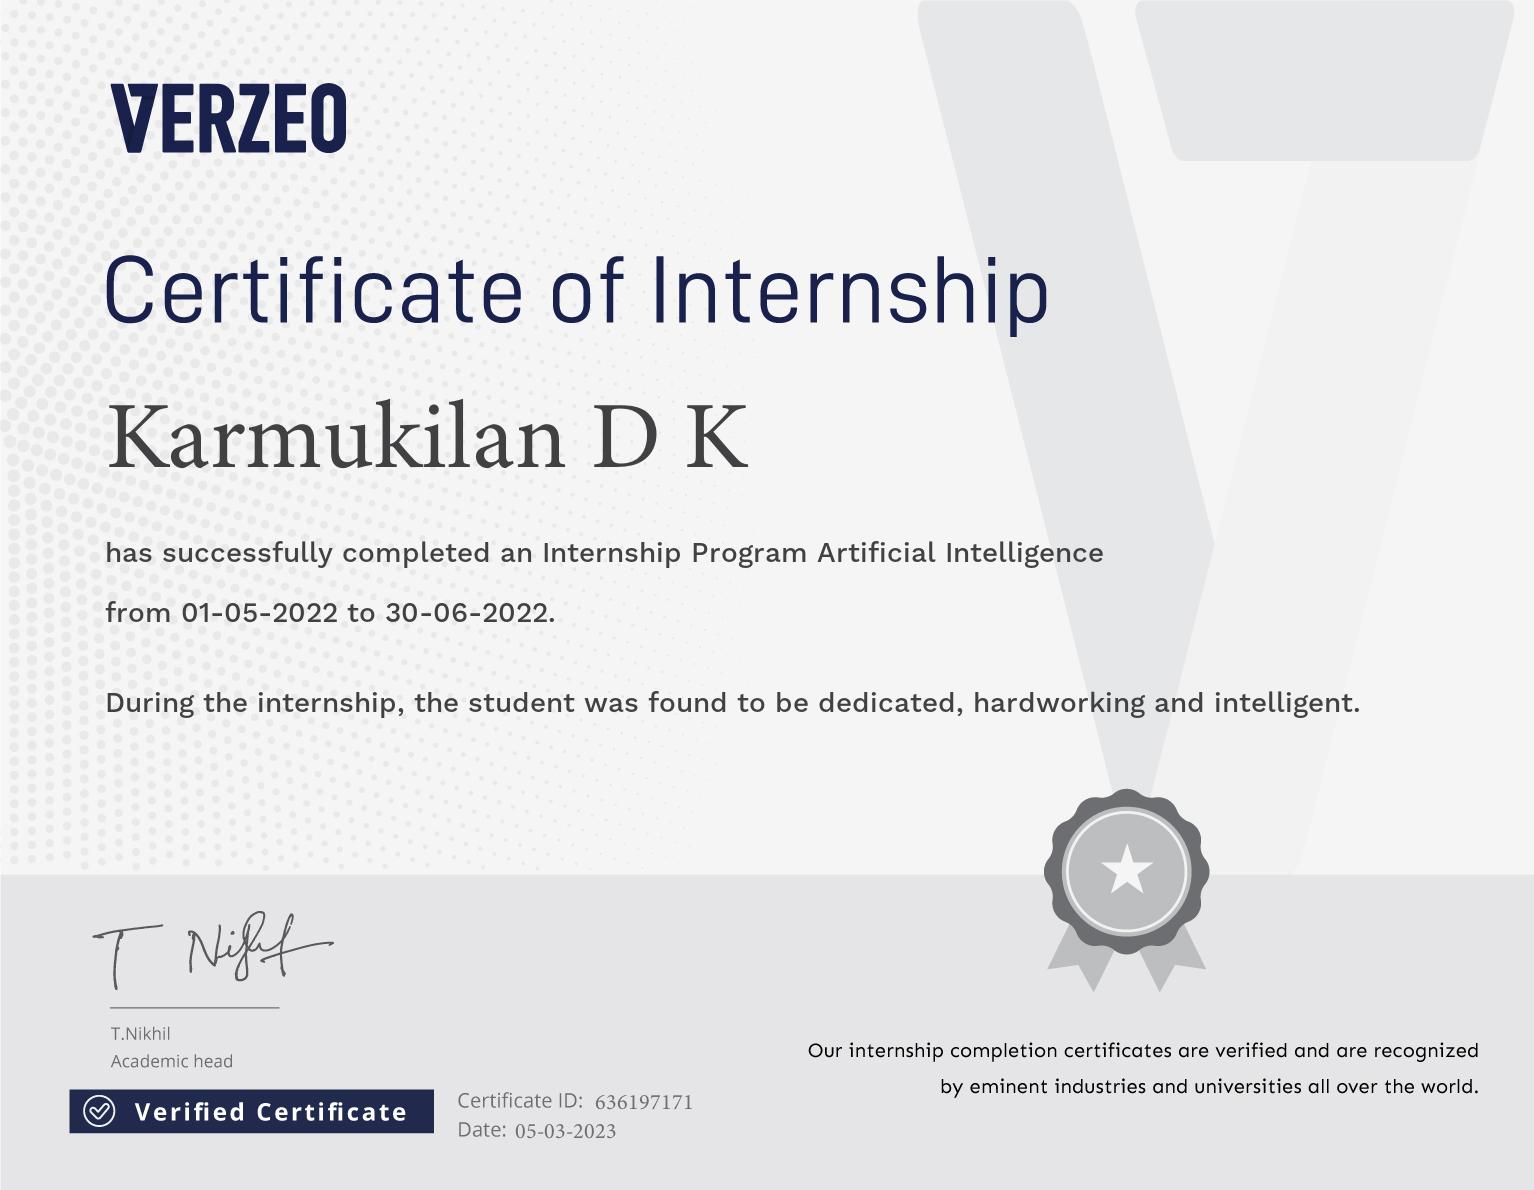 VERZEO
Certificate of Internship
Karmukilan D K
has successfully completed an Internship Program Artificial Intelligence
from 01-05-2022 to 30-06-2022.
During the internship, the student was found to be dedicated, hardworking and intelligent.
T Nikhil
T.Nikhil
Academic head
Verified Certificate
Certificate ID: 636197171
Date: 05-03-2023
Our internship completion certificates are verified and are recognized
by eminent industries and universities all over the world.